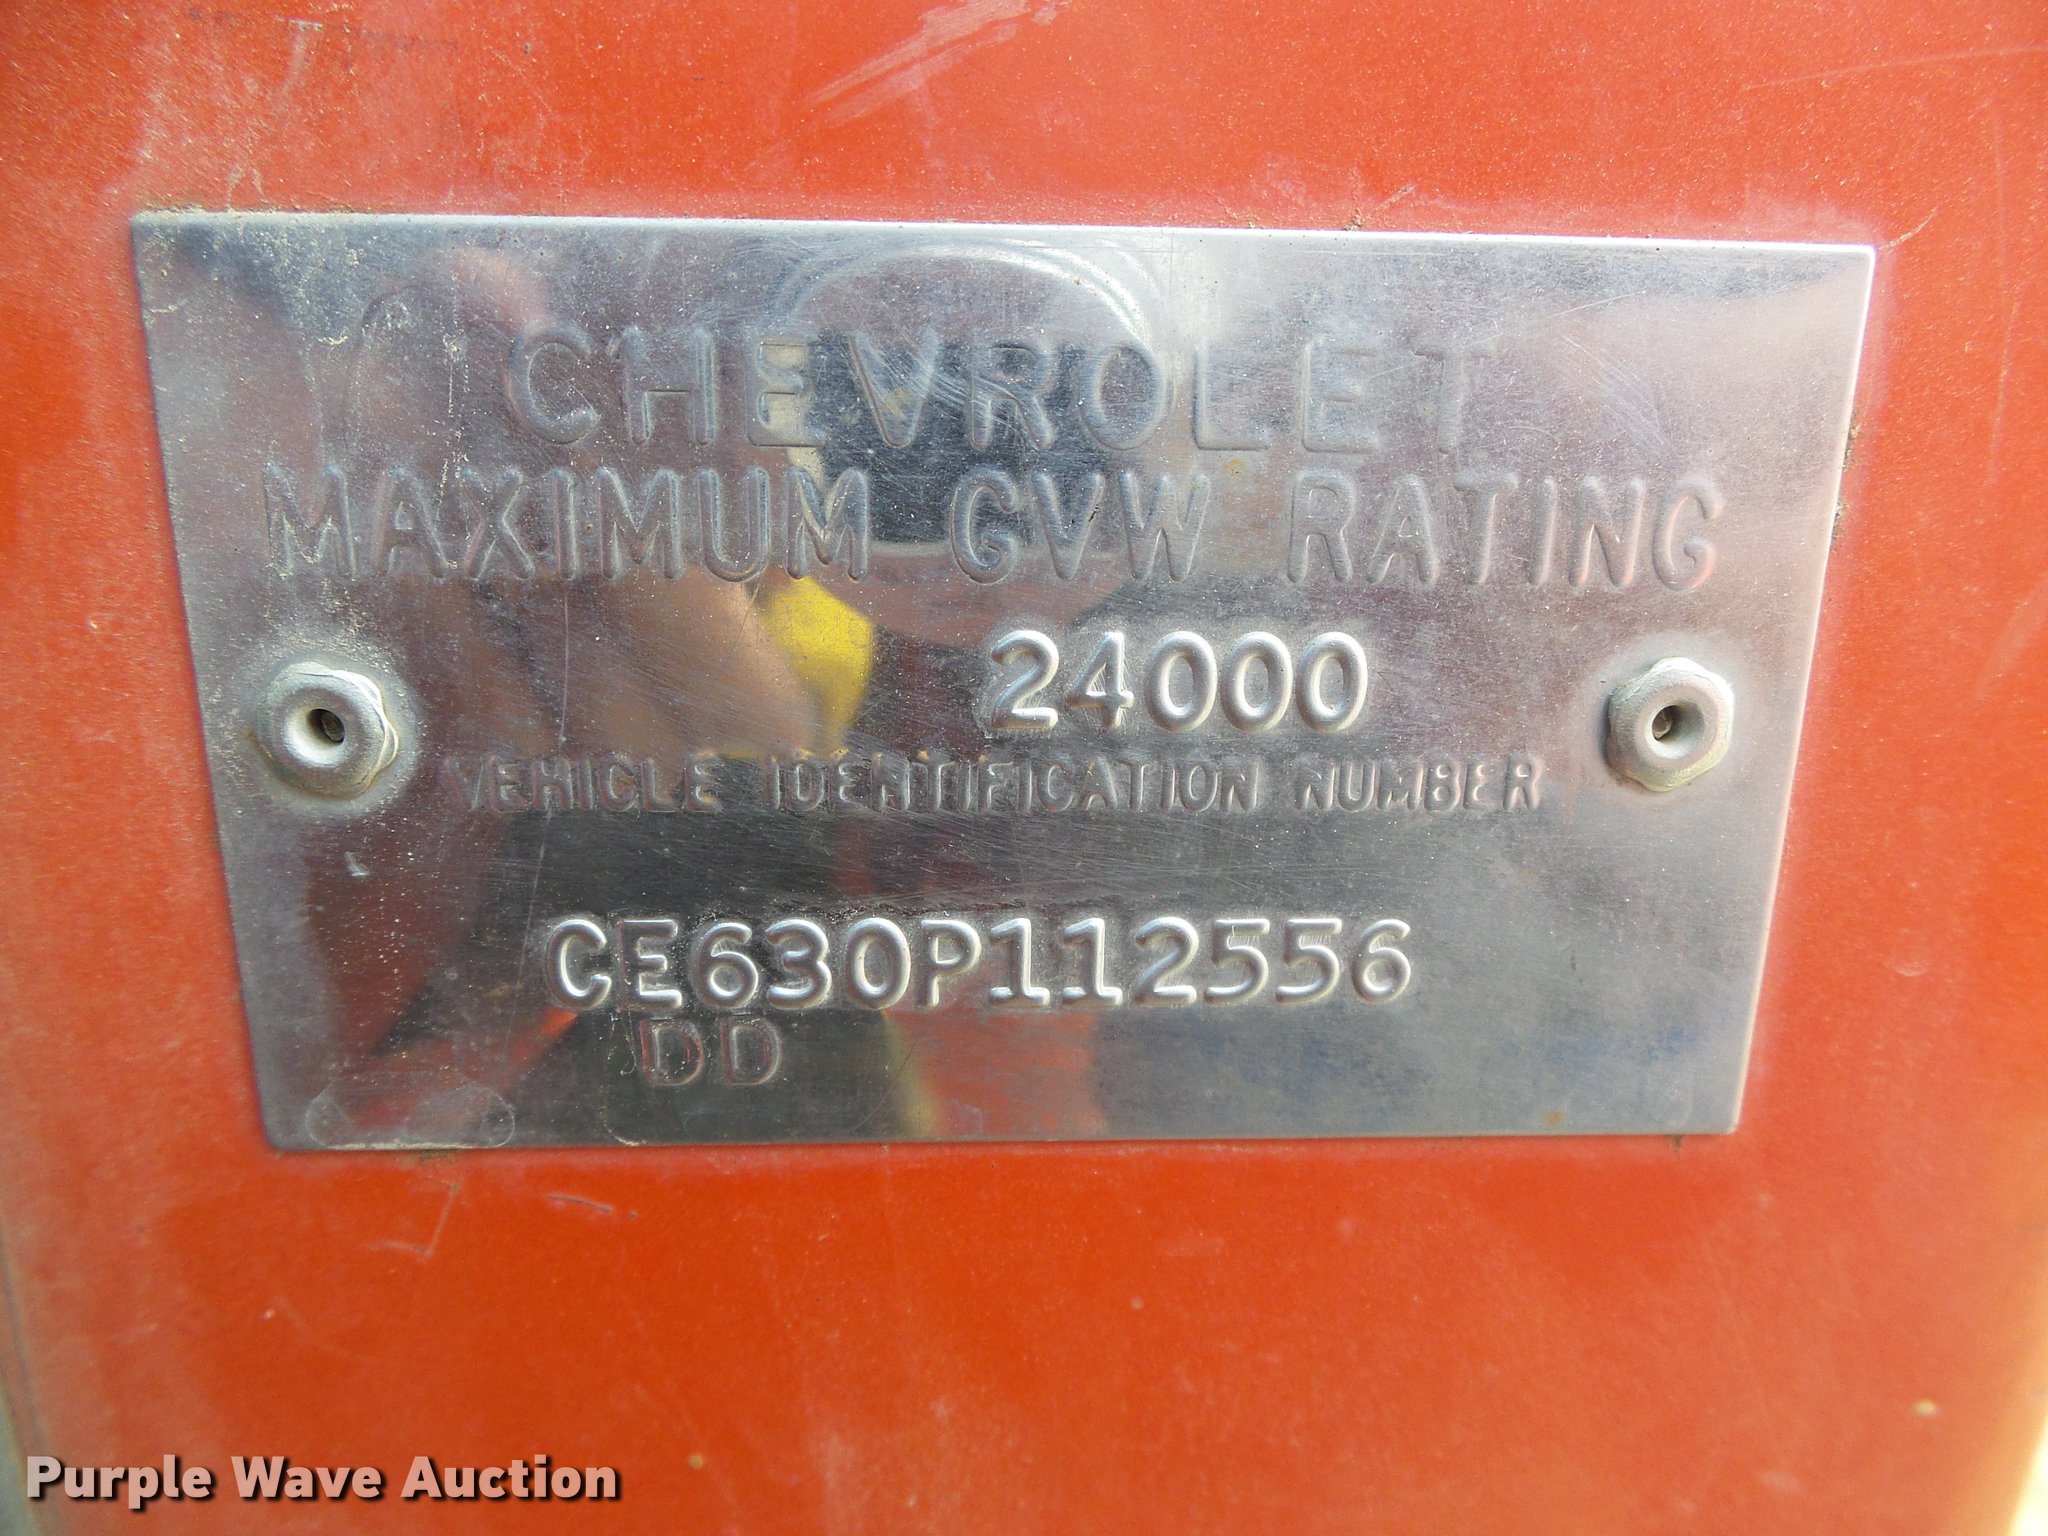 CHEVROLET
MAXIMUM GVW RATING
24000
VEHICLE IDENTIFICATION NUMBER
CE630P112556
DD
Purple Wave Auction